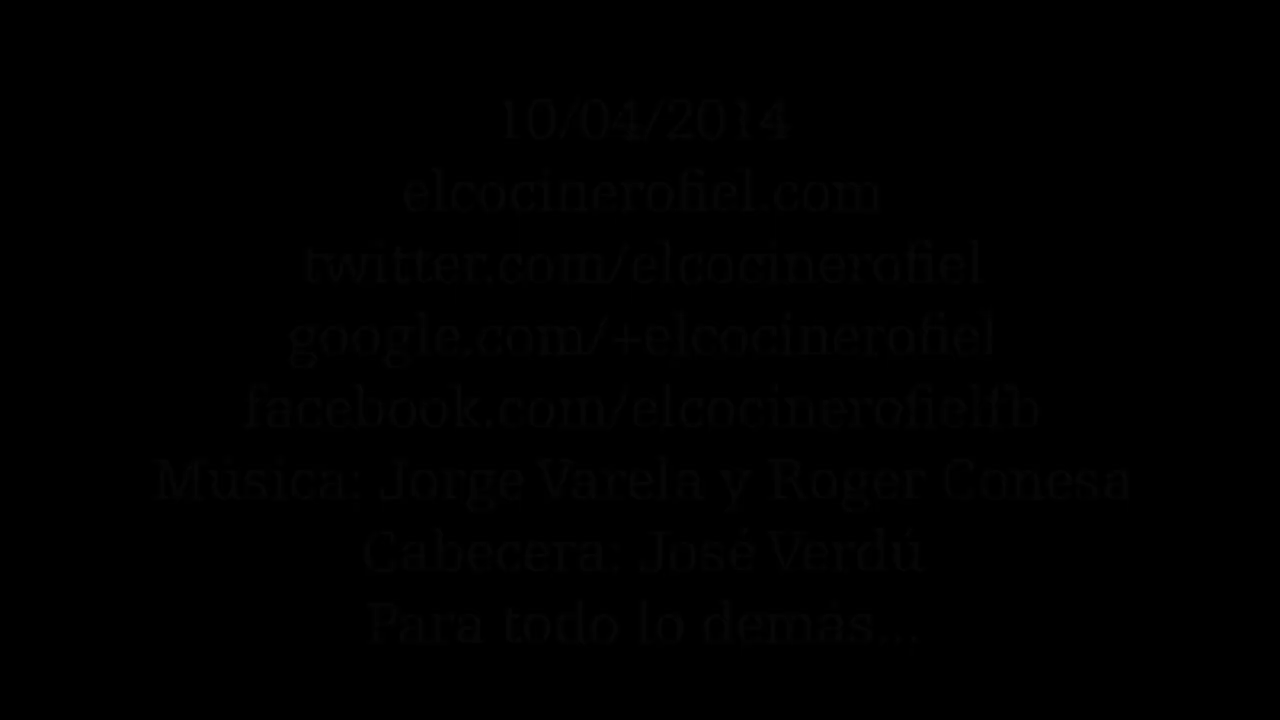 10/04/2014
elcocinerofiel.com
twitter.com/elcocinerofiel
google.com/+elcocinerofiel
facebook.com/elcocinerofielfb
Música: Jorge Varela y Roger Conesa
Cabecera: José Verdú
Para todo lo demás...